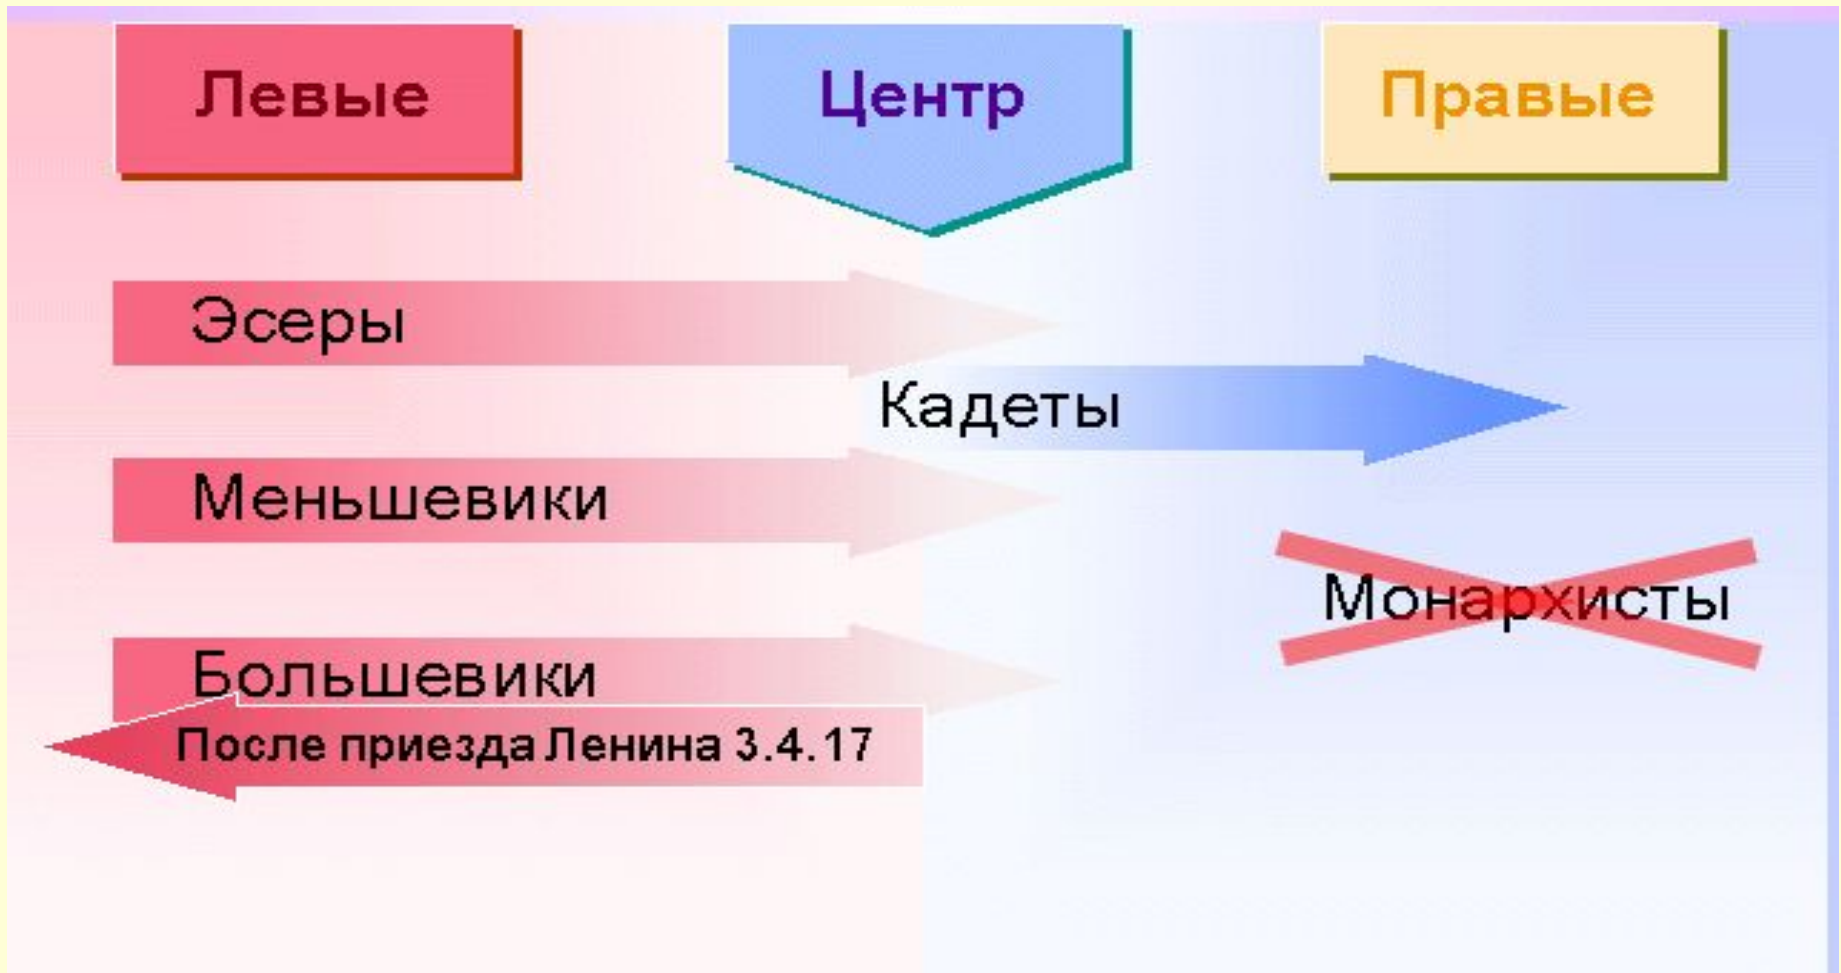 Левые
Центр
Правые
Эсеры
Кадеты
Меньшевики
Монархисты
Большевики
После приезда Ленина 3.4.17